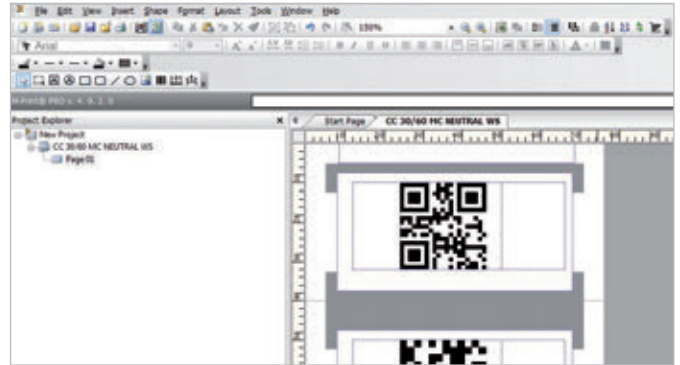 File Edit View Insert Shape Format Layout Tools Window Help
150%
Arial
M-Print® PRO v. 4. 9. 2. 0
Project Explorer
Start Page CC 30/60 MC NEUTRAL WS
New Project
CC 30/60 MC NEUTRAL WS
Page01